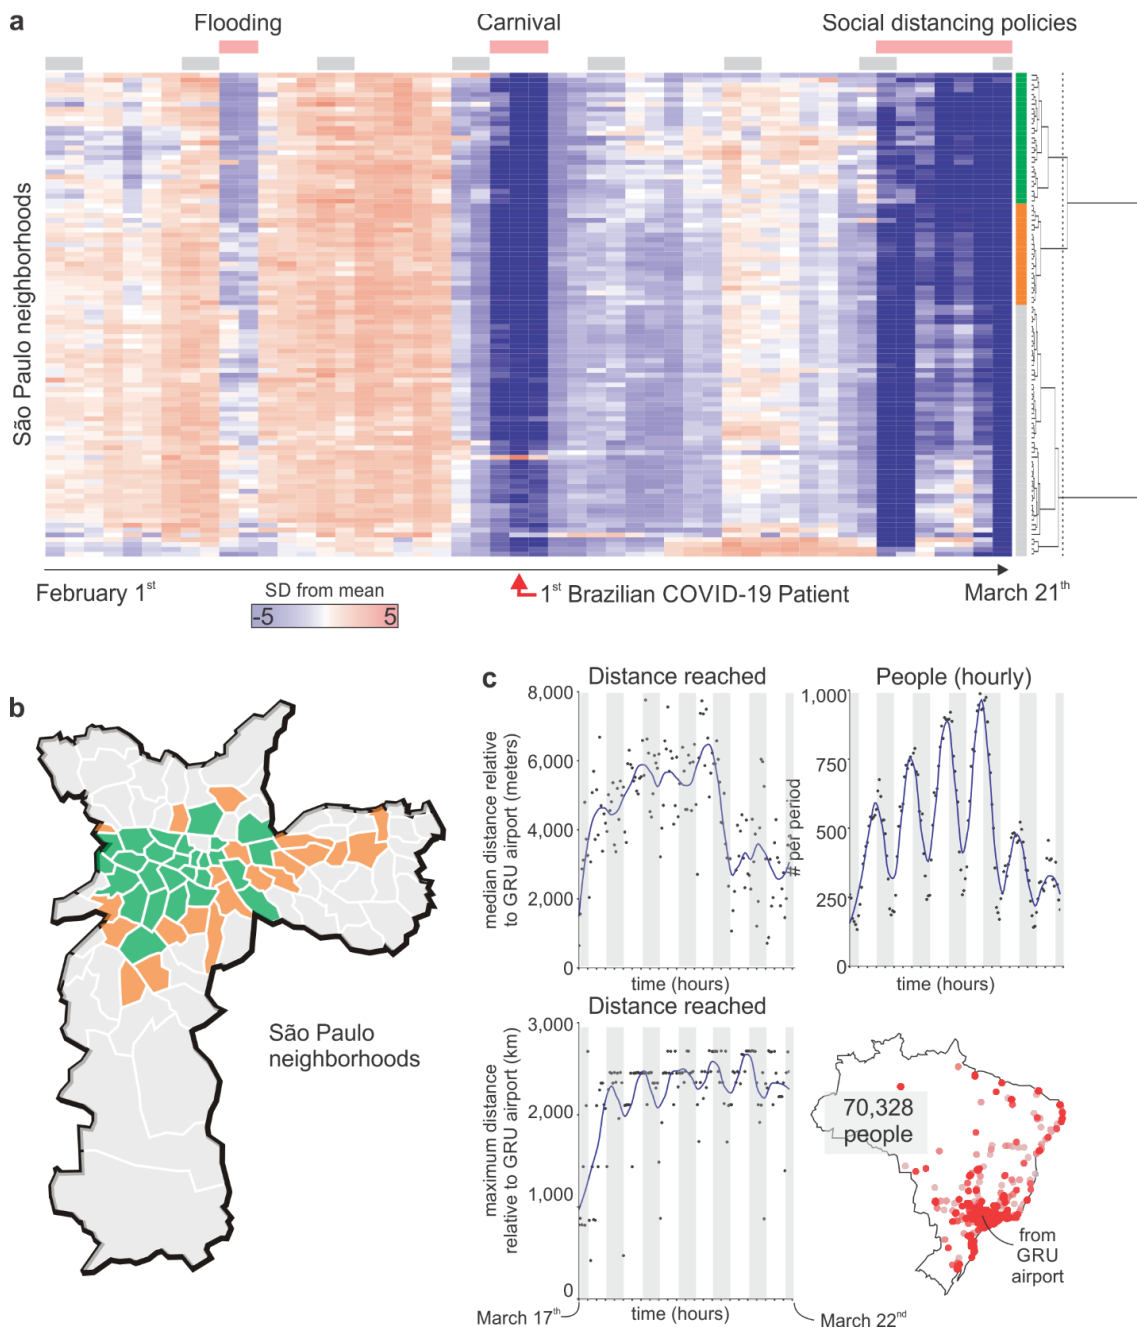 a
Flooding
Carnival
Social distancing policies
São Paulo neighborhoods
February 1st
SD from mean
-5
5
1st Brazilian COVID-19 Patient
March 21th
b
São Paulo
neighborhoods
c
Distance reached
median distance relative
to GRU airport (meters)
8,000
6,000
4,000
2,000
0
time (hours)
People (hourly)
# per period
1,000
750
500
250
0
time (hours)
Distance reached
maximum distance
relative to GRU airport (km)
3,000
2,000
1,000
0
March 17th
time (hours)
March 22nd
70,328
people
from
GRU
airport